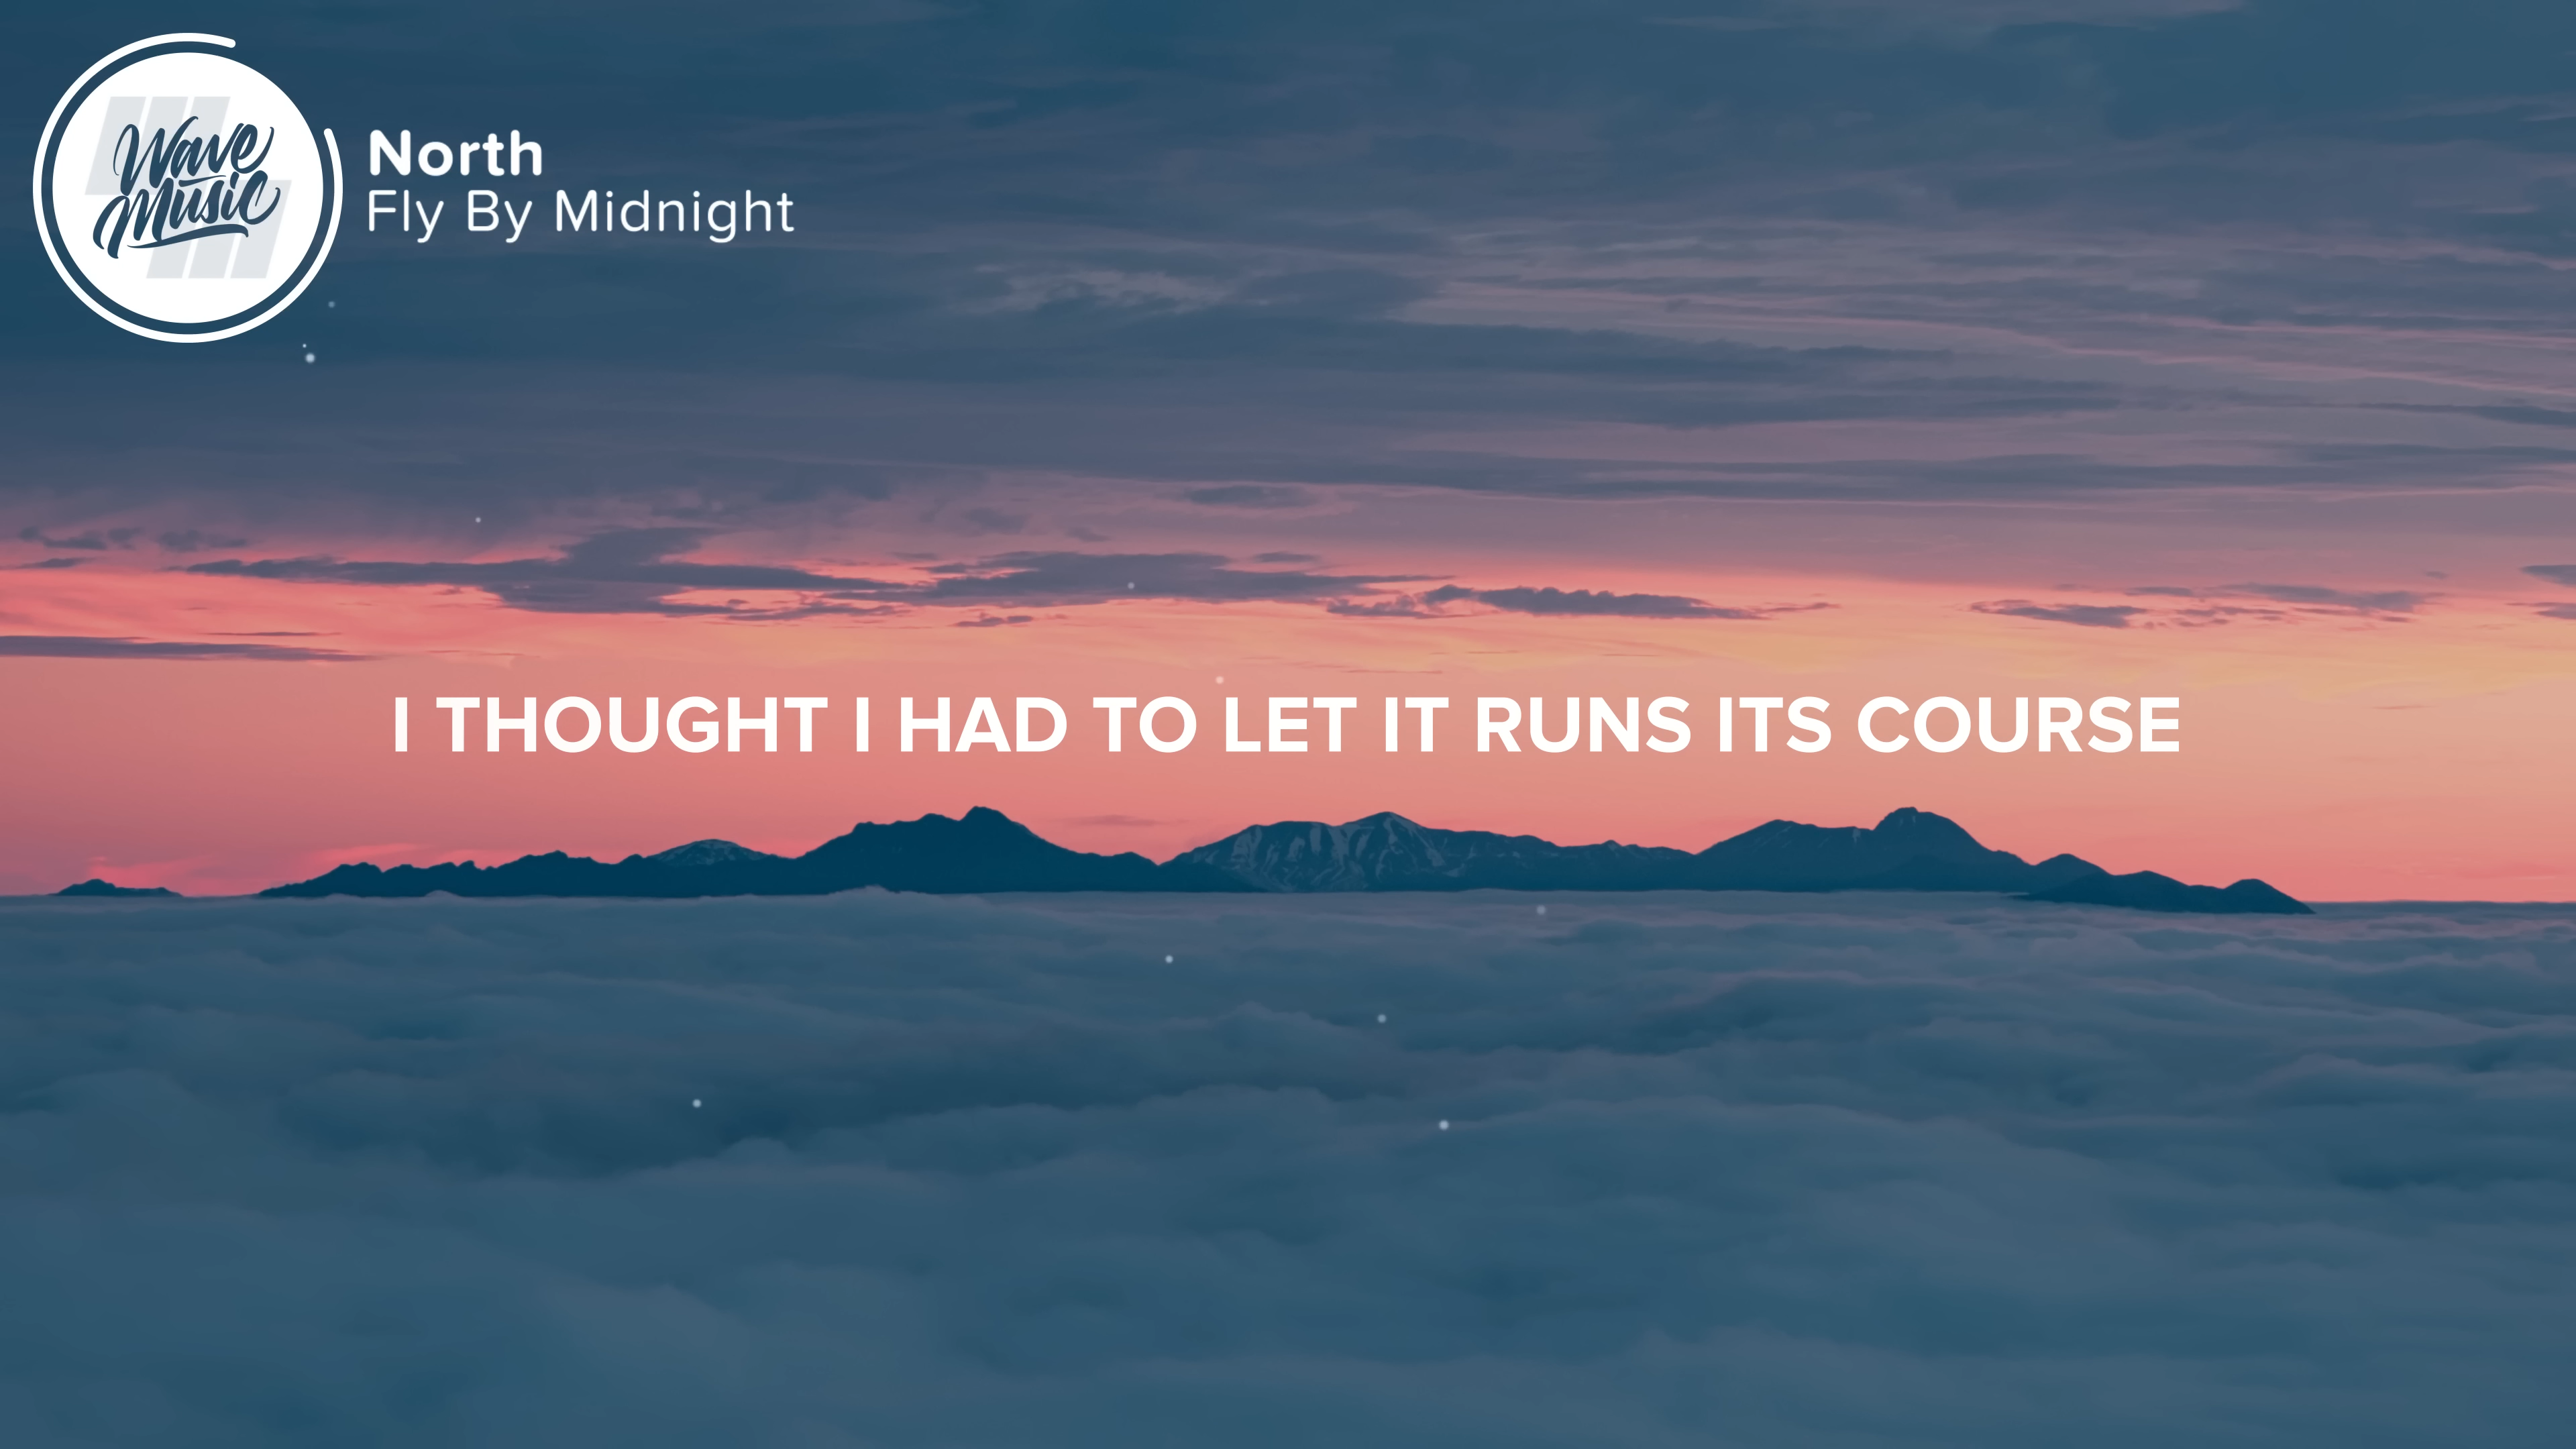 Wave
Music
North
Fly By Midnight
I THOUGHT I HAD TO LET IT RUNS ITS COURSE